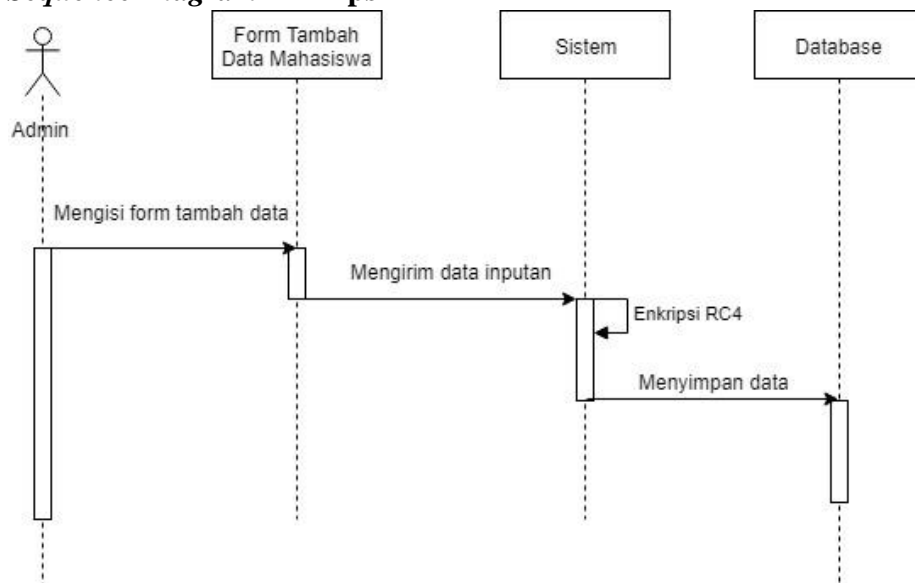 Form Tambah
Data Mahasiswa
Sistem
Database
Admin
Mengisi form tambah data
Mengirim data inputan
Enkripsi RC4
Menyimpan data